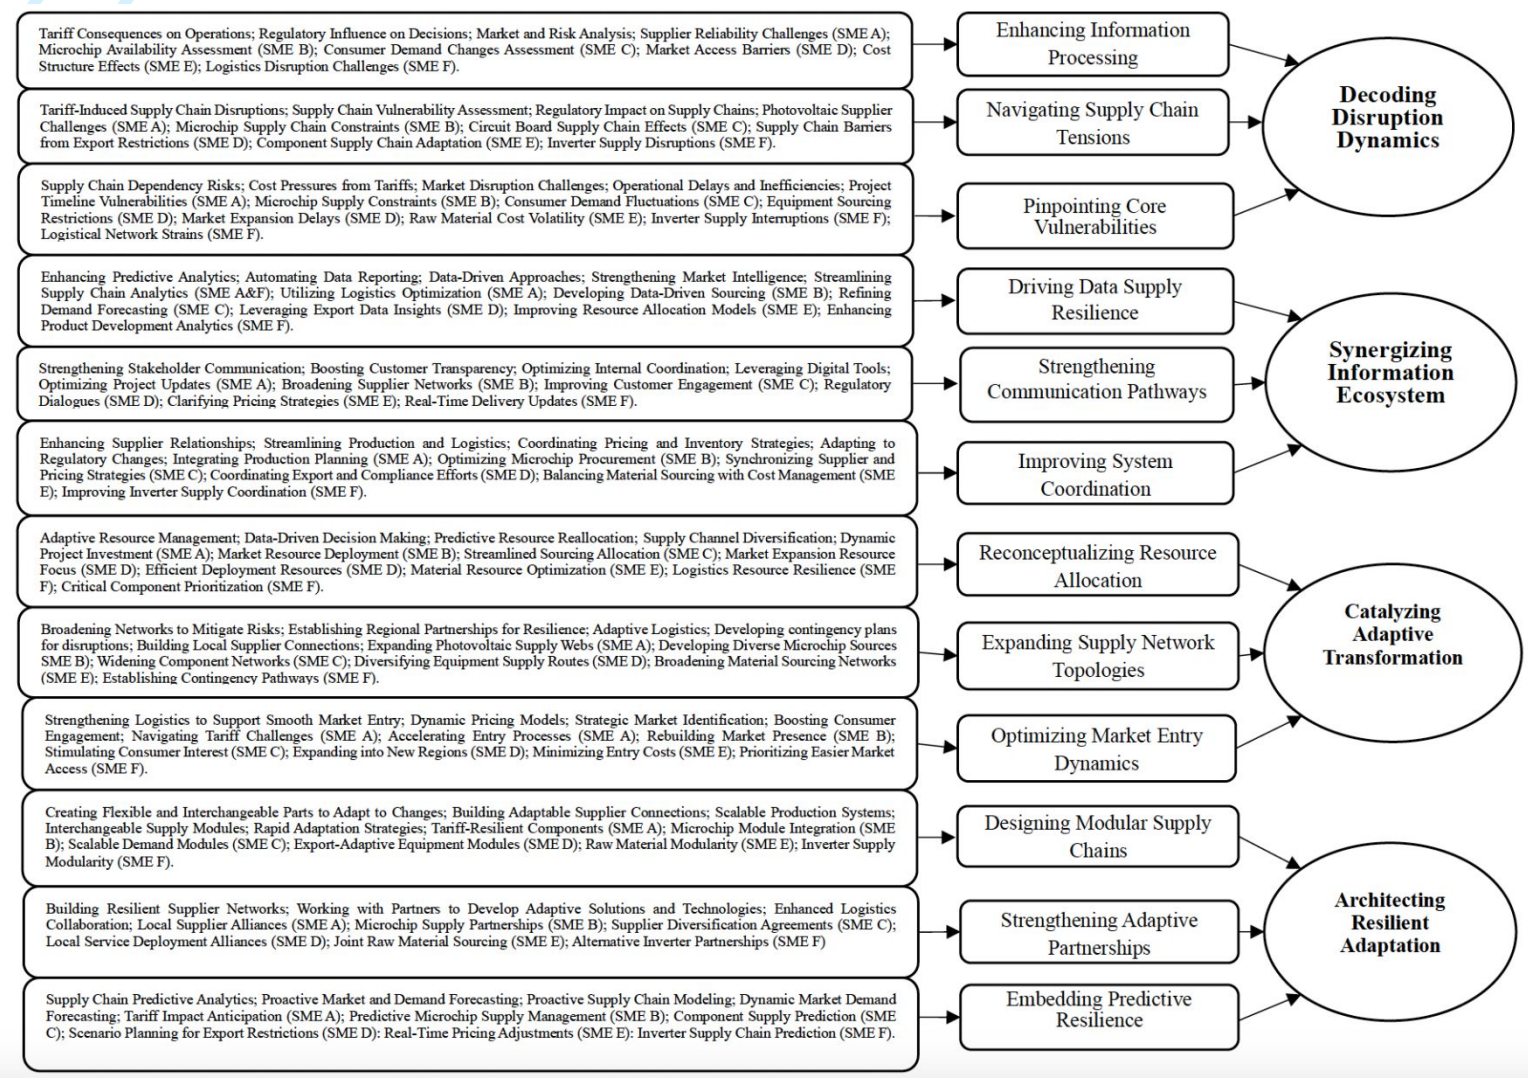 Tariff Consequences on Operations; Regulatory Influence on Decisions; Market and Risk Analysis; Supplier Reliability Challenges (SME A);
Microchip Availability Assessment (SME B); Consumer Demand Changes Assessment (SME C); Market Access Barriers (SME D); Cost
Structure Effects (SME E); Logistics Disruption Challenges (SME F).
Enhancing Information
Processing
Tariff-Induced Supply Chain Disruptions; Supply Chain Vulnerability Assessment; Regulatory Impact on Supply Chains; Photovoltaic Supplier
Challenges (SME A); Microchip Supply Chain Constraints (SME B); Circuit Board Supply Chain Effects (SME C); Supply Chain Barriers
from Export Restrictions (SME D); Component Supply Chain Adaptation (SME E); Inverter Supply Disruptions (SME F).
Navigating Supply Chain
Tensions
Supply Chain Dependency Risks; Cost Pressures from Tariffs; Market Disruption Challenges; Operational Delays and Inefficiencies; Project
Timeline Vulnerabilities (SME A); Microchip Supply Constraints (SME B); Consumer Demand Fluctuations (SME C); Equipment Sourcing
Restrictions (SME D); Market Expansion Delays (SME D); Raw Material Cost Volatility (SME E); Inverter Supply Interruptions (SME F);
Logistical Network Strains (SME F).
Pinpointing Core
Vulnerabilities
Decoding
Disruption
Dynamics
Enhancing Predictive Analytics; Automating Data Reporting; Data-Driven Approaches; Strengthening Market Intelligence; Streamlining
Supply Chain Analytics (SME A&F); Utilizing Logistics Optimization (SME A); Developing Data-Driven Sourcing (SME B); Refining
Demand Forecasting (SME C); Leveraging Export Data Insights (SME D); Improving Resource Allocation Models (SME E); Enhancing
Product Development Analytics (SME F).
Driving Data Supply
Resilience
Strengthening Stakeholder Communication; Boosting Customer Transparency; Optimizing Internal Coordination; Leveraging Digital Tools;
Optimizing Project Updates (SME A); Broadening Supplier Networks (SME B); Improving Customer Engagement (SME C); Regulatory
Dialogues (SME D); Clarifying Pricing Strategies (SME E); Real-Time Delivery Updates (SME F).
Strengthening
Communication Pathways
Enhancing Supplier Relationships; Streamlining Production and Logistics; Coordinating Pricing and Inventory Strategies; Adapting to
Regulatory Changes; Integrating Production Planning (SME A); Optimizing Microchip Procurement (SME B); Synchronizing Supplier and
Pricing Strategies (SME C); Coordinating Export and Compliance Efforts (SME D); Balancing Material Sourcing with Cost Management (SME
E); Improving Inverter Supply Coordination (SME F).
Improving System
Coordination
Synergizing
Information
Ecosystem
Adaptive Resource Management; Data-Driven Decision Making; Predictive Resource Reallocation; Supply Channel Diversification; Dynamic
Project Investment (SME A); Market Resource Deployment (SME B); Streamlined Sourcing Allocation (SME C); Market Expansion Resource
Focus (SME D); Efficient Deployment Resources (SME D); Material Resource Optimization (SME E); Logistics Resource Resilience (SME
F); Critical Component Prioritization (SME F).
Reconceptualizing Resource
Allocation
Broadening Networks to Mitigate Risks; Establishing Regional Partnerships for Resilience; Adaptive Logistics; Developing contingency plans
for disruptions; Building Local Supplier Connections; Expanding Photovoltaic Supply Webs (SME A); Developing Diverse Microchip Sources
SME B); Widening Component Networks (SME C); Diversifying Equipment Supply Routes (SME D); Broadening Material Sourcing Networks
(SME E); Establishing Contingency Pathways (SME F).
Expanding Supply Network
Topologies
Strengthening Logistics to Support Smooth Market Entry; Dynamic Pricing Models; Strategic Market Identification; Boosting Consumer
Engagement; Navigating Tariff Challenges (SME A); Accelerating Entry Processes (SME A); Rebuilding Market Presence (SME B);
Stimulating Consumer Interest (SME C); Expanding into New Regions (SME D); Minimizing Entry Costs (SME E); Prioritizing Easier Market
Access (SME F).
Optimizing Market Entry
Dynamics
Catalyzing
Adaptive
Transformation
Creating Flexible and Interchangeable Parts to Adapt to Changes; Building Adaptable Supplier Connections; Scalable Production Systems;
Interchangeable Supply Modules; Rapid Adaptation Strategies; Tariff-Resilient Components (SME A); Microchip Module Integration (SME
B); Scalable Demand Modules (SME C); Export-Adaptive Equipment Modules (SME D); Raw Material Modularity (SME E); Inverter Supply
Modularity (SME F).
Designing Modular Supply
Chains
Building Resilient Supplier Networks; Working with Partners to Develop Adaptive Solutions and Technologies; Enhanced Logistics
Collaboration; Local Supplier Alliances (SME A); Microchip Supply Partnerships (SME B); Supplier Diversification Agreements (SME C);
Local Service Deployment Alliances (SME D); Joint Raw Material Sourcing (SME E); Alternative Inverter Partnerships (SME F)
Strengthening Adaptive
Partnerships
Supply Chain Predictive Analytics; Proactive Market and Demand Forecasting; Proactive Supply Chain Modeling; Dynamic Market Demand
Forecasting; Tariff Impact Anticipation (SME A); Predictive Microchip Supply Management (SME B); Component Supply Prediction (SME
C); Scenario Planning for Export Restrictions (SME D): Real-Time Pricing Adjustments (SME E): Inverter Supply Chain Prediction (SME F).
Embedding Predictive
Resilience
Architecting
Resilient
Adaptation